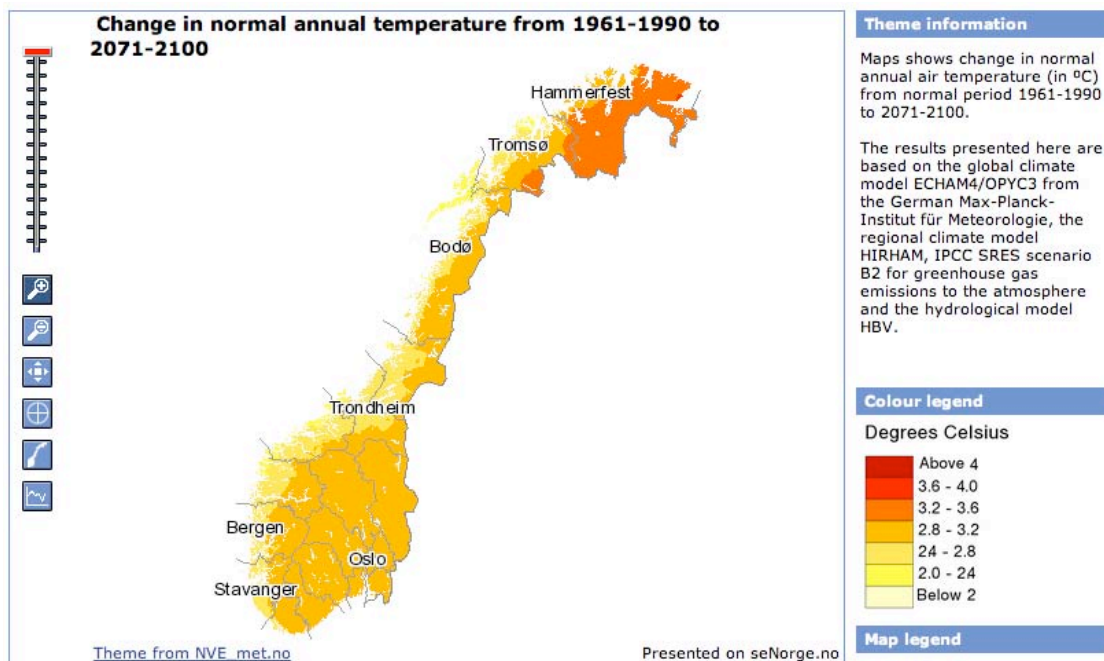 Change in normal annual temperature from 1961-1990 to
2071-2100
Hammerfest
Tromsø
Bodø
Trondheim
Bergen
Oslo
Stavanger
Theme from NVE_met.no
Presented on seNorge.no
Theme information
Maps shows change in normal
annual air temperature (in ºC)
from normal period 1961-1990
to 2071-2100.
The results presented here are
based on the global climate
model ECHAM4/OPYC3 from
the German Max-Planck-
Institut für Meteorologie, the
regional climate model
HIRHAM, IPCC SRES scenario
B2 for greenhouse gas
emissions to the atmosphere
and the hydrological model
HBV.
Colour legend
Degrees Celsius
Above 4
3.6 - 4.0
3.2 - 3.6
2.8 - 3.2
24 - 2.8
2.0 - 24
Below 2
Map legend